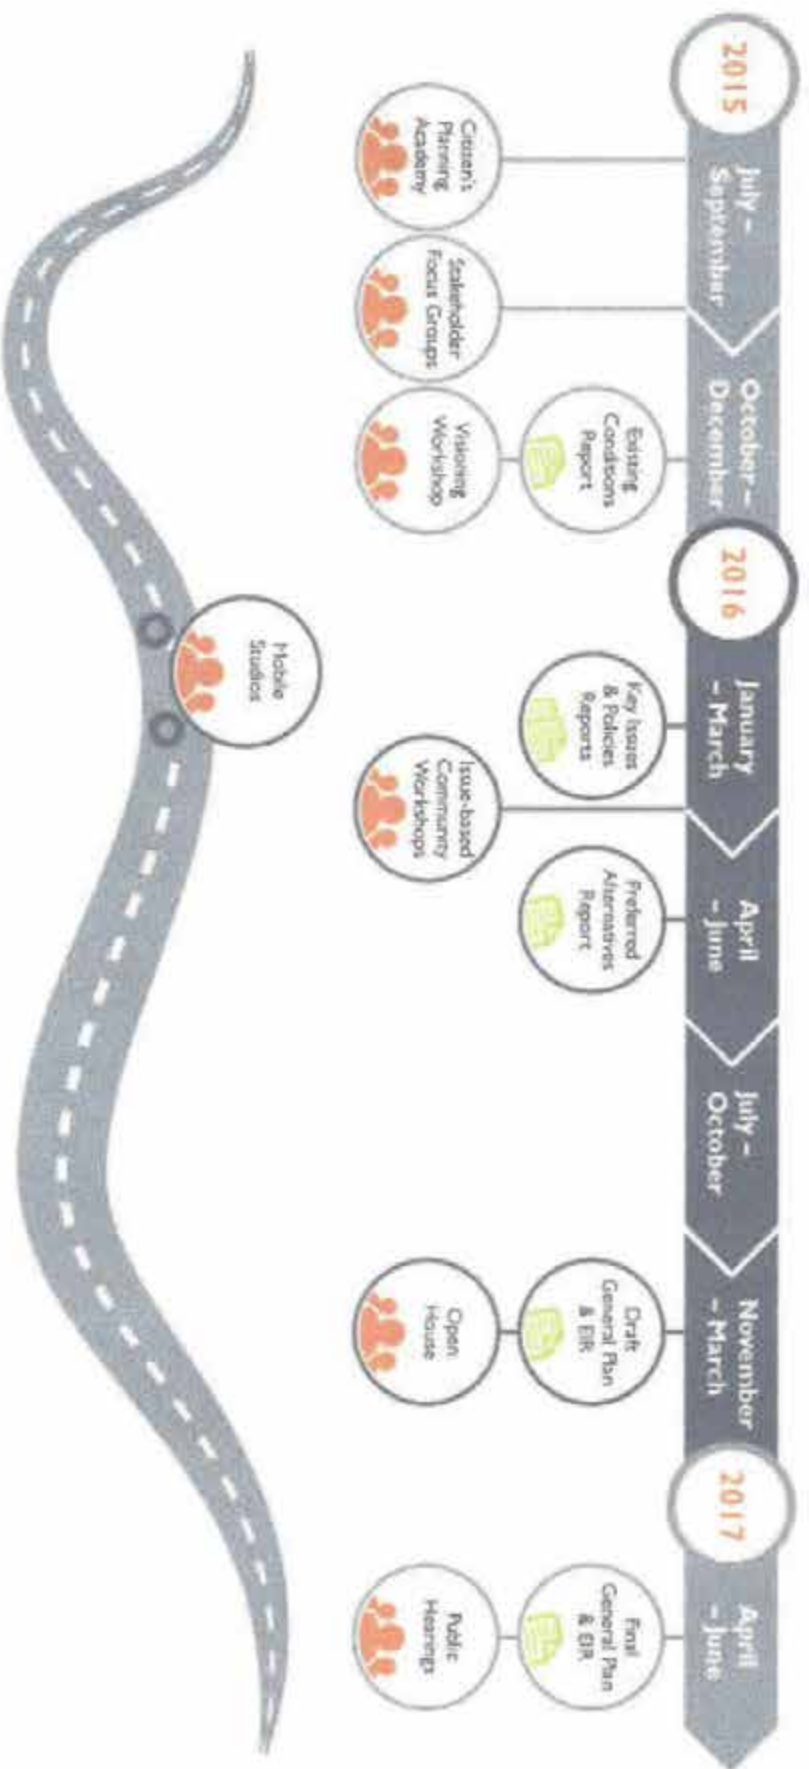 2015
July –
September
October –
December
2016
January
– March
April
– June
July –
October
November
– March
2017
April
– June
Citizen's
Planning
Academy
Stakeholder
Focus Groups
Existing
Conditions
Report
Visioning
Workshop
Key Issues
& Policies
Reports
Issue-based
Community
Workshops
Preferred
Alternatives
Report
Draft
General Plan
& EIR
Open
House
Final
General Plan
& EIR
Public
Hearings
Mobile
Studios